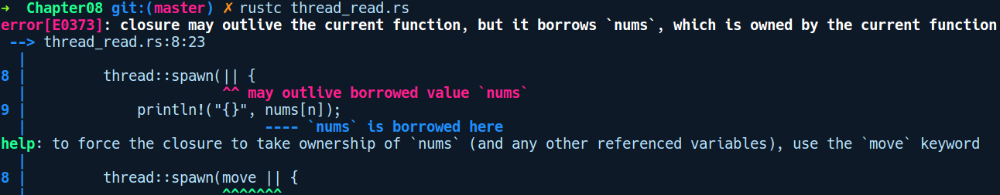 ➜  Chapter08 git:(master) ✗ rustc thread_read.rs
error[E0373]: closure may outlive the current function, but it borrows `nums`, which is owned by the current function
 --> thread_read.rs:8:23
  |
8 |         thread::spawn(|| {
  |                       ^^ may outlive borrowed value `nums`
9 |             println!("{}", nums[n]);
  |                            ---- `nums` is borrowed here
help: to force the closure to take ownership of `nums` (and any other referenced variables), use the `move` keyword
  |
8 |         thread::spawn(move || {
  |                       ^^^^^^^